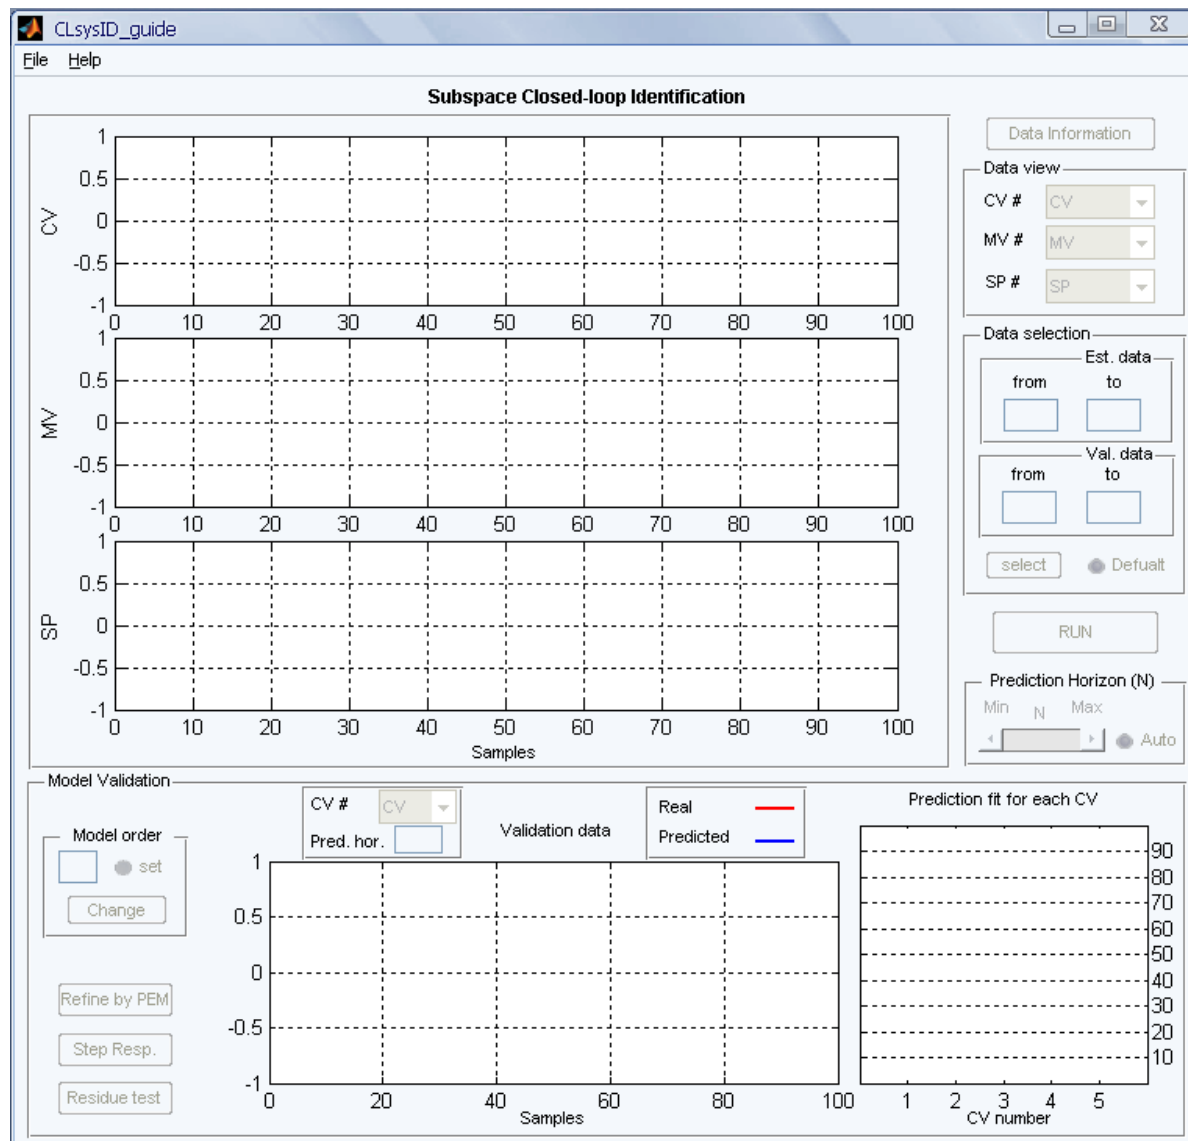 CLsysID_guide
File Help
Subspace Closed-loop Identification
CV
1
0.5
0
-0.5
-1
0 10 20 30 40 50 60 70 80 90 100
MV
1
0.5
0
-0.5
-1
0 10 20 30 40 50 60 70 80 90 100
SP
1
0.5
0
-0.5
-1
0 10 20 30 40 50 60 70 80 90 100
Samples
Data Information
Data view
CV # CV
MV # MV
SP # SP
Data selection
Est. data
from to
Val. data
from to
select Defualt
RUN
Prediction Horizon (N)
Min N Max
Auto
Model Validation
Model order
set
Change
Refine by PEM
Step Resp.
Residue test
CV # CV
Pred. hor.
Validation data
Real
Predicted
1
0.5
0
-0.5
-1
0 20 40 60 80 100
Samples
Prediction fit for each CV
90
80
70
60
50
40
30
20
10
1 2 3 4 5
CV number